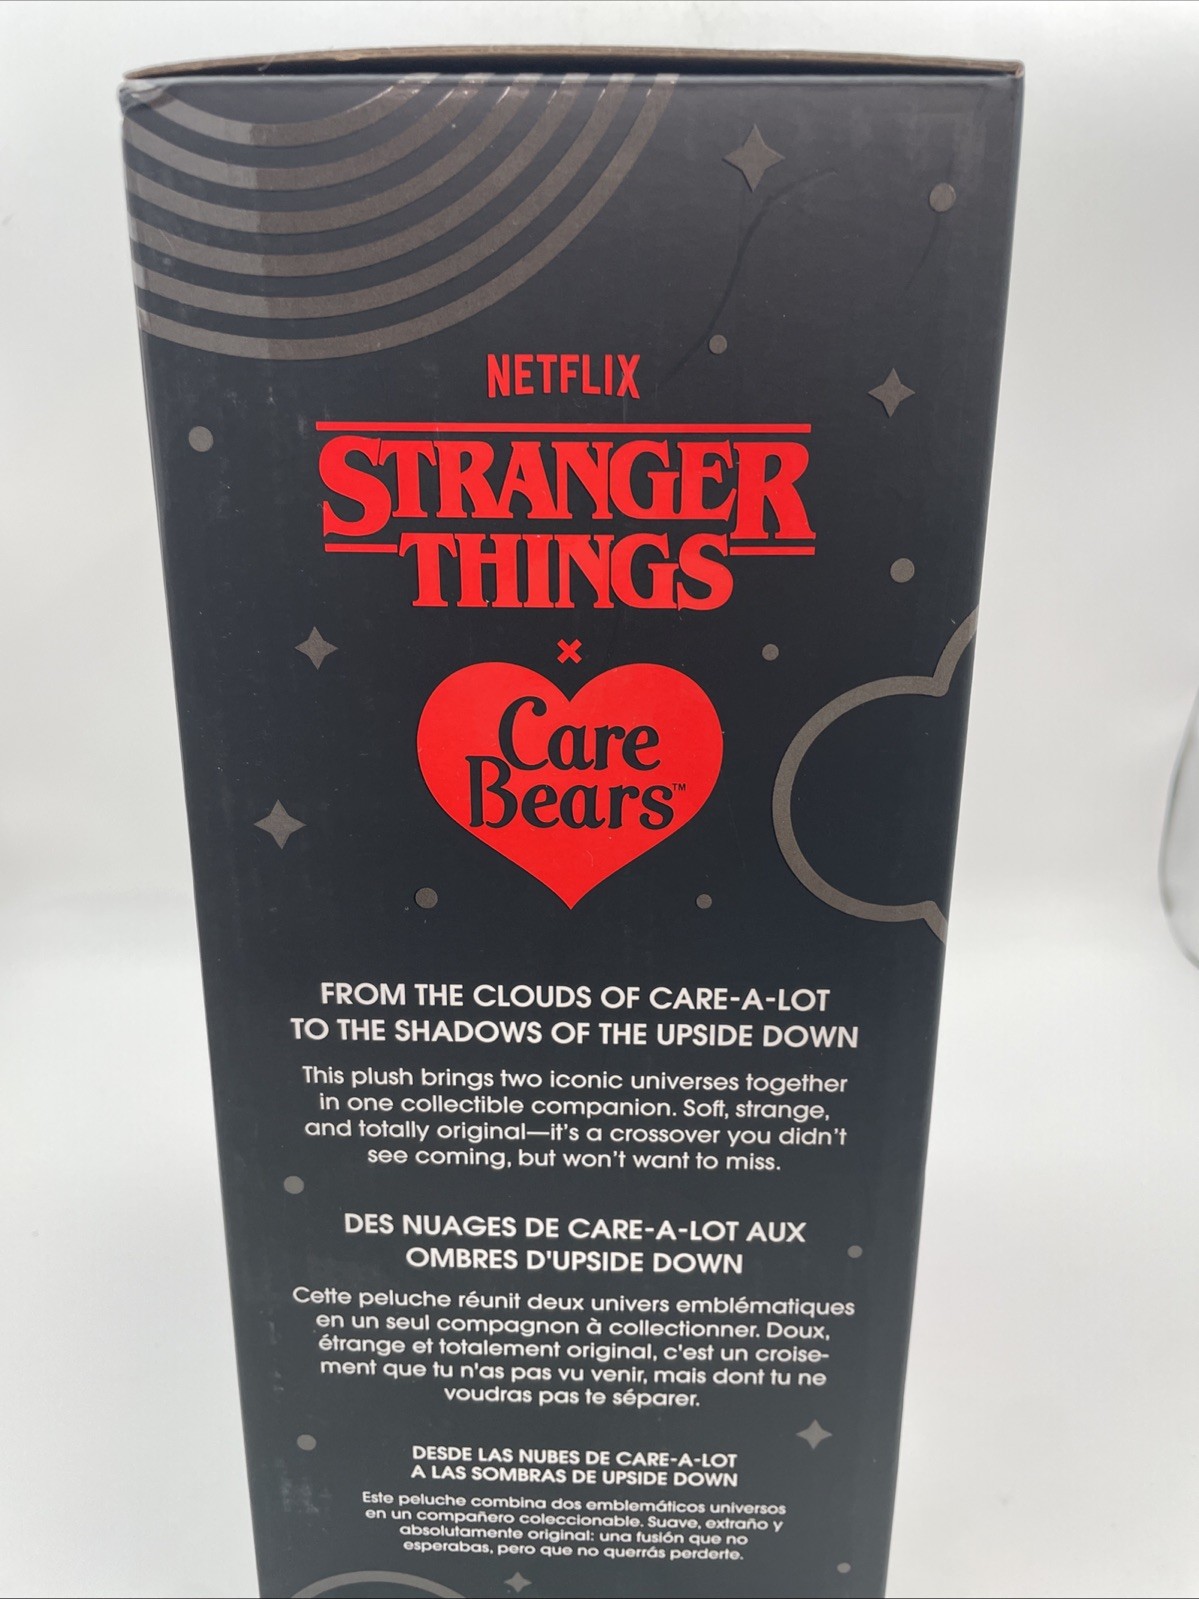 NETFLIX
STRANGER
THINGS
×
Care
Bears™
FROM THE CLOUDS OF CARE-A-LOT
TO THE SHADOWS OF THE UPSIDE DOWN
This plush brings two iconic universes together
in one collectible companion. Soft, strange,
and totally original—it's a crossover you didn't
see coming, but won't want to miss.
DES NUAGES DE CARE-A-LOT AUX
OMBRES D'UPSIDE DOWN
Cette peluche réunit deux univers emblématiques
en un seul compagnon à collectionner. Doux,
étrange et totalement original, c'est un croise-
ment que tu n'as pas vu venir, mais dont tu ne
voudras pas te séparer.
DESDE LAS NUBES DE CARE-A-LOT
A LAS SOMBRAS DE UPSIDE DOWN
Este peluche combina dos emblemáticos universos
en un compañero coleccionable. Suave, extraño y
absolutamente original: una fusión que no
esperabas, pero que no querrás perderte.